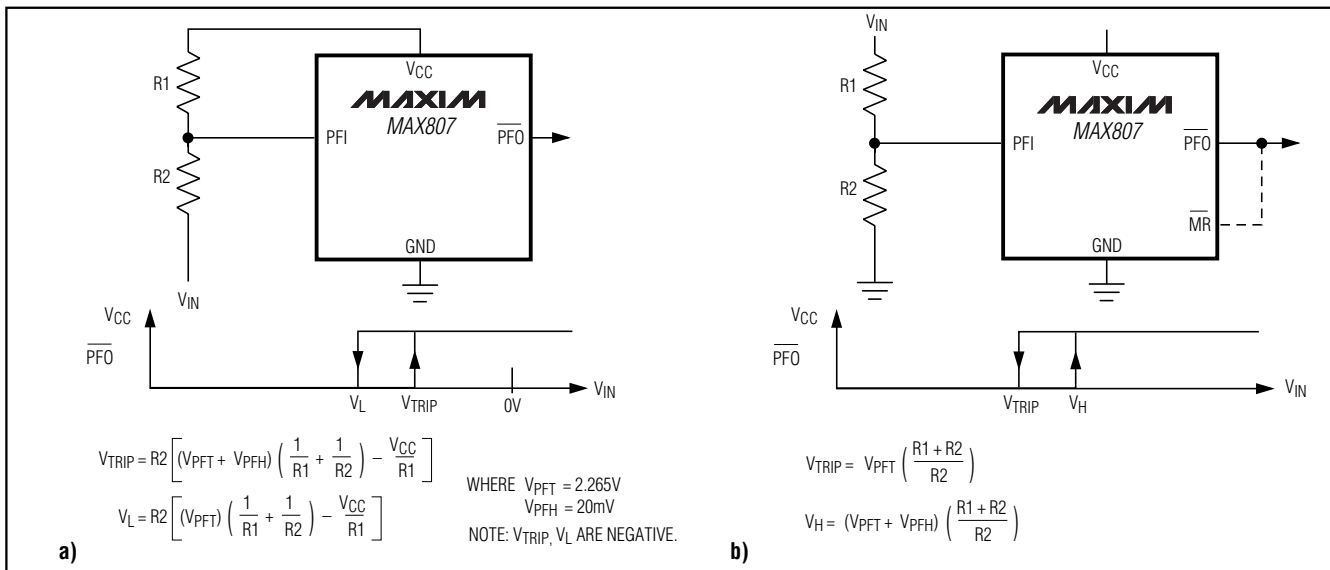 R1
R2
VIN
VCC
MAXIM
MAX807
PFI
PFO
GND
VCC
PFO
VL
VTRIP
0V
VIN
VTRIP = R2 [(VPFT + VPFH) (1/R1 + 1/R2) – VCC/R1]
VL = R2 [(VPFT) (1/R1 + 1/R2) – VCC/R1]
WHERE VPFT = 2.265V
VPFH = 20mV
NOTE: VTRIP, VL ARE NEGATIVE.
a)
VIN
R1
R2
VCC
MAXIM
MAX807
PFI
PFO
MR
GND
VCC
PFO
VTRIP
VH
VIN
VTRIP = VPFT (R1 + R2/R2)
VH = (VPFT + VPFH) (R1 + R2/R2)
b)